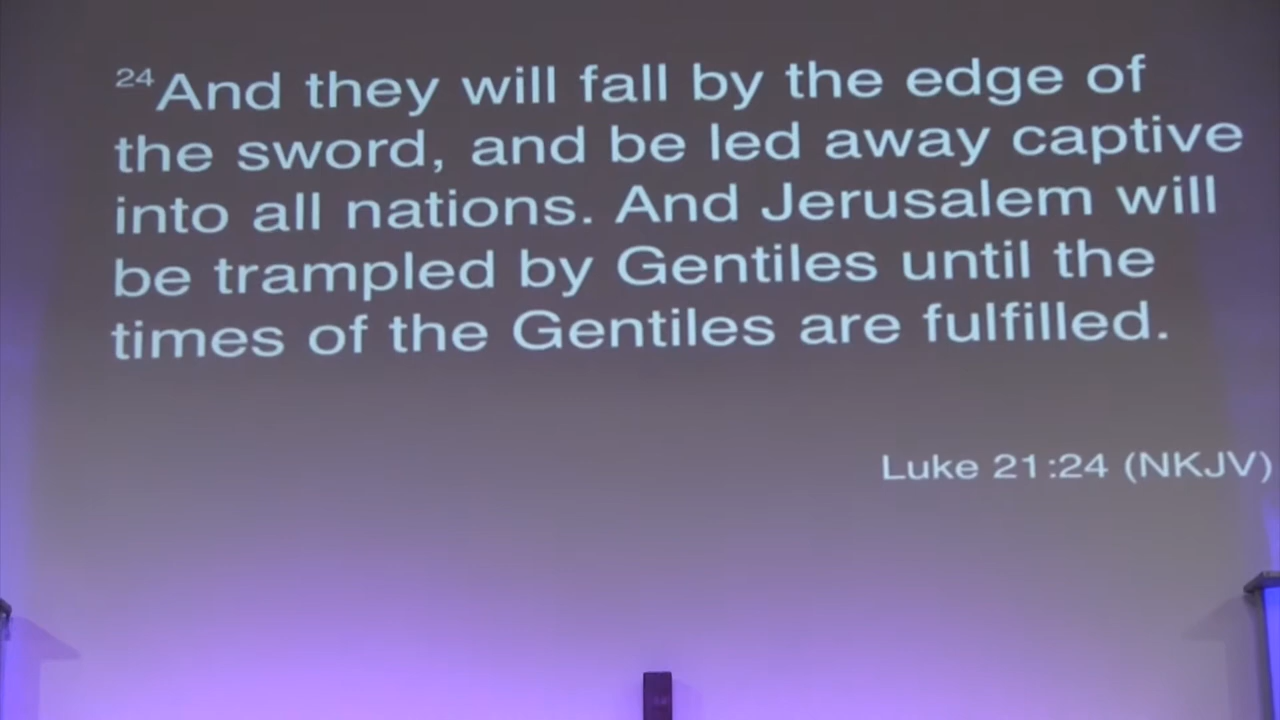 24And they will fall by the edge of
the sword, and be led away captive
into all nations. And Jerusalem will
be trampled by Gentiles until the
times of the Gentiles are fulfilled.
Luke 21:24 (NKJV)